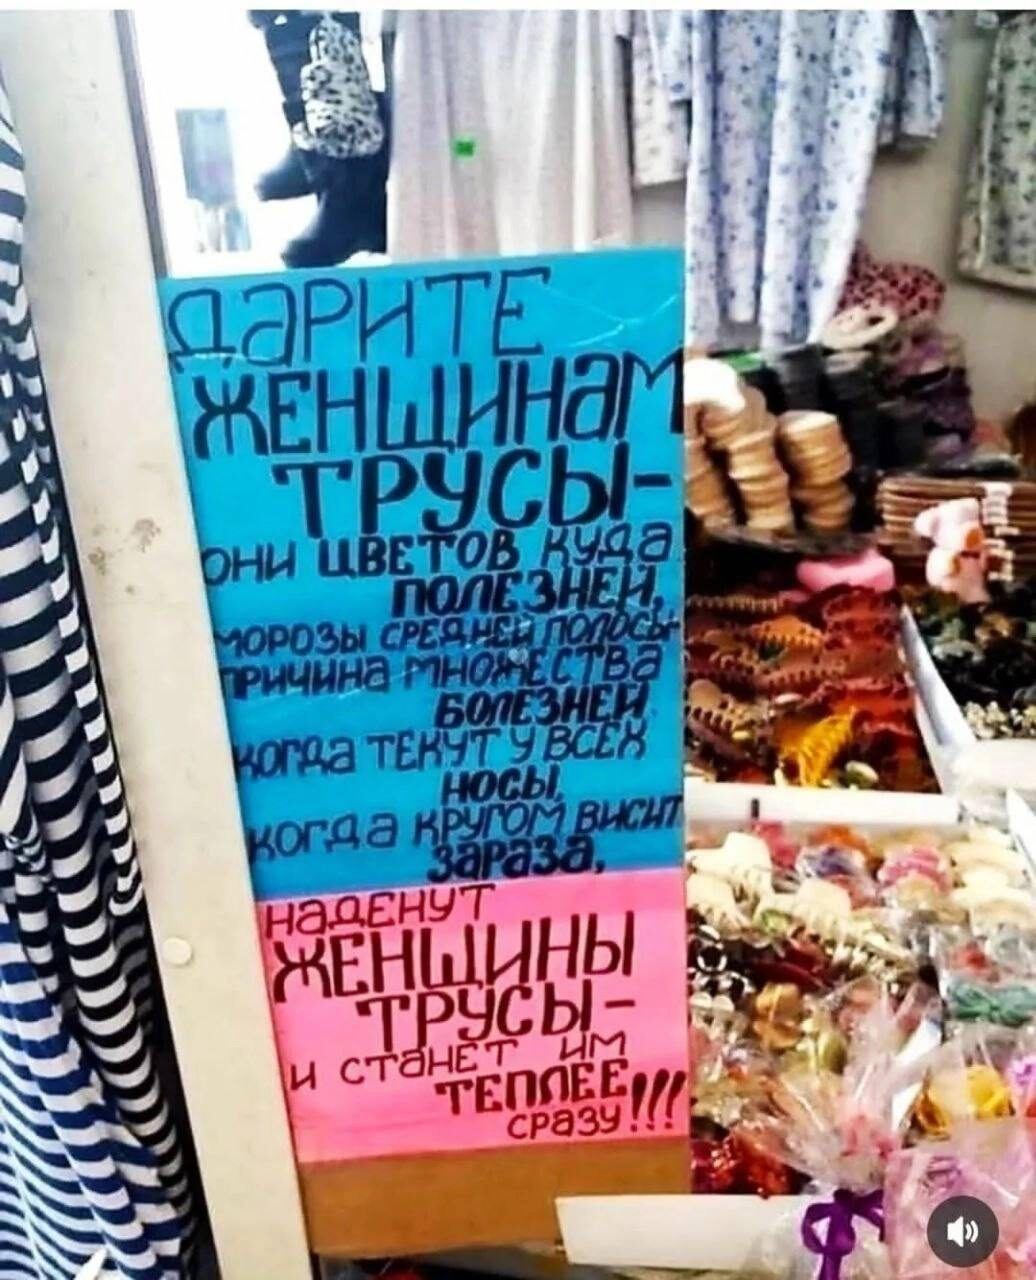 ДАРИТЕ
ЖЕНЩИНАМ
ТРУСЫ-
ОНИ ЦВЕТОВ КУДА
ПОЛЕЗНЕЙ,
МОРОЗЫ СРЕДНЕЙ ПОЛОСЫ-
ПРИЧИНА МНОЖЕСТВА
БОЛЕЗНЕЙ,
КОГДА ТЕКУТ У ВСЕХ
НОСЫ,
КОГДА КРУГОМ ВИСИТ
ЗАРАЗА,
НАДЕНУТ
ЖЕНЩИНЫ
ТРУСЫ-
И СТАНЕТ ИМ
ТЕПЛЕЕ
СРАЗУ!!!